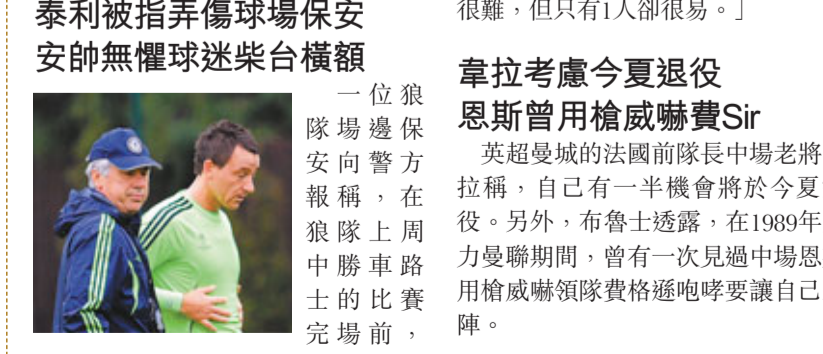 泰利被指弄傷球場保安
安帥無懼球迷柴台橫額
一位狼
隊場邊保
安向警方
報稱，在
狼隊上周
中勝車路
士的比賽
完場前，
很難，但只有1人卻很易。」
韋拉考慮今夏退役
恩斯曾用槍威嚇費Sir
英超曼城的法國前隊長中場老將
拉稱，自己有一半機會將於今夏
役。另外，布魯士透露，在1989年
力曼聯期間，曾有一次見過中場恩
用槍威嚇領隊費格遜咆哮要讓自己
陣。